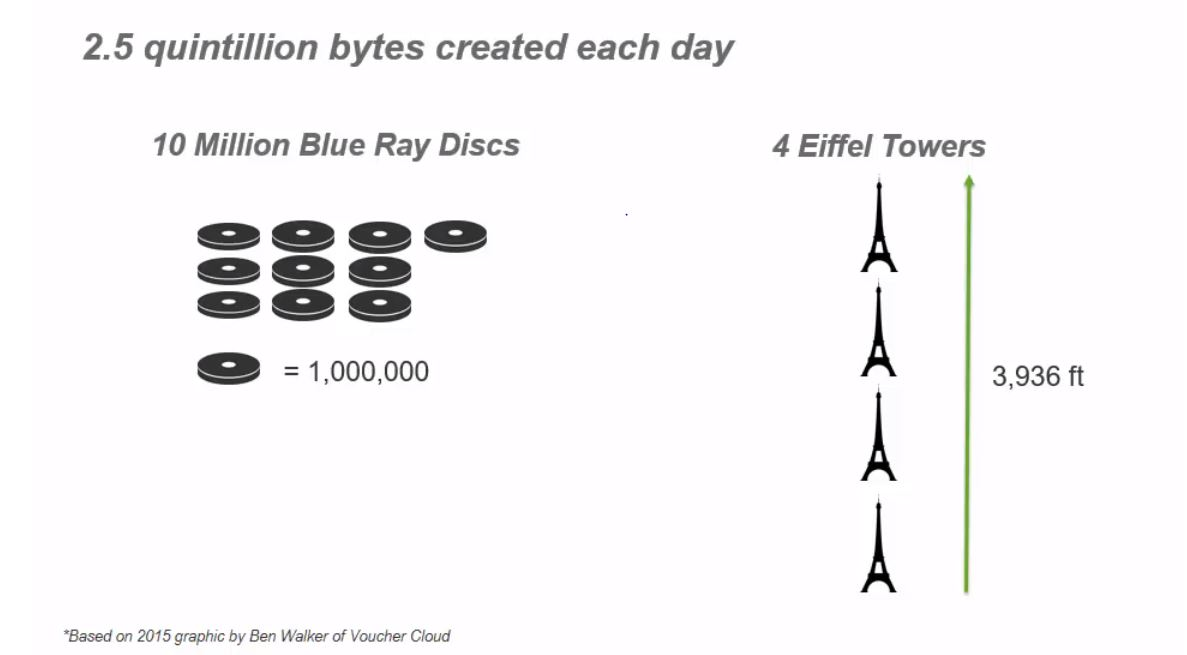 2.5 quintillion bytes created each day
10 Million Blue Ray Discs
4 Eiffel Towers
= 1,000,000
3,936 ft
*Based on 2015 graphic by Ben Walker of Voucher Cloud